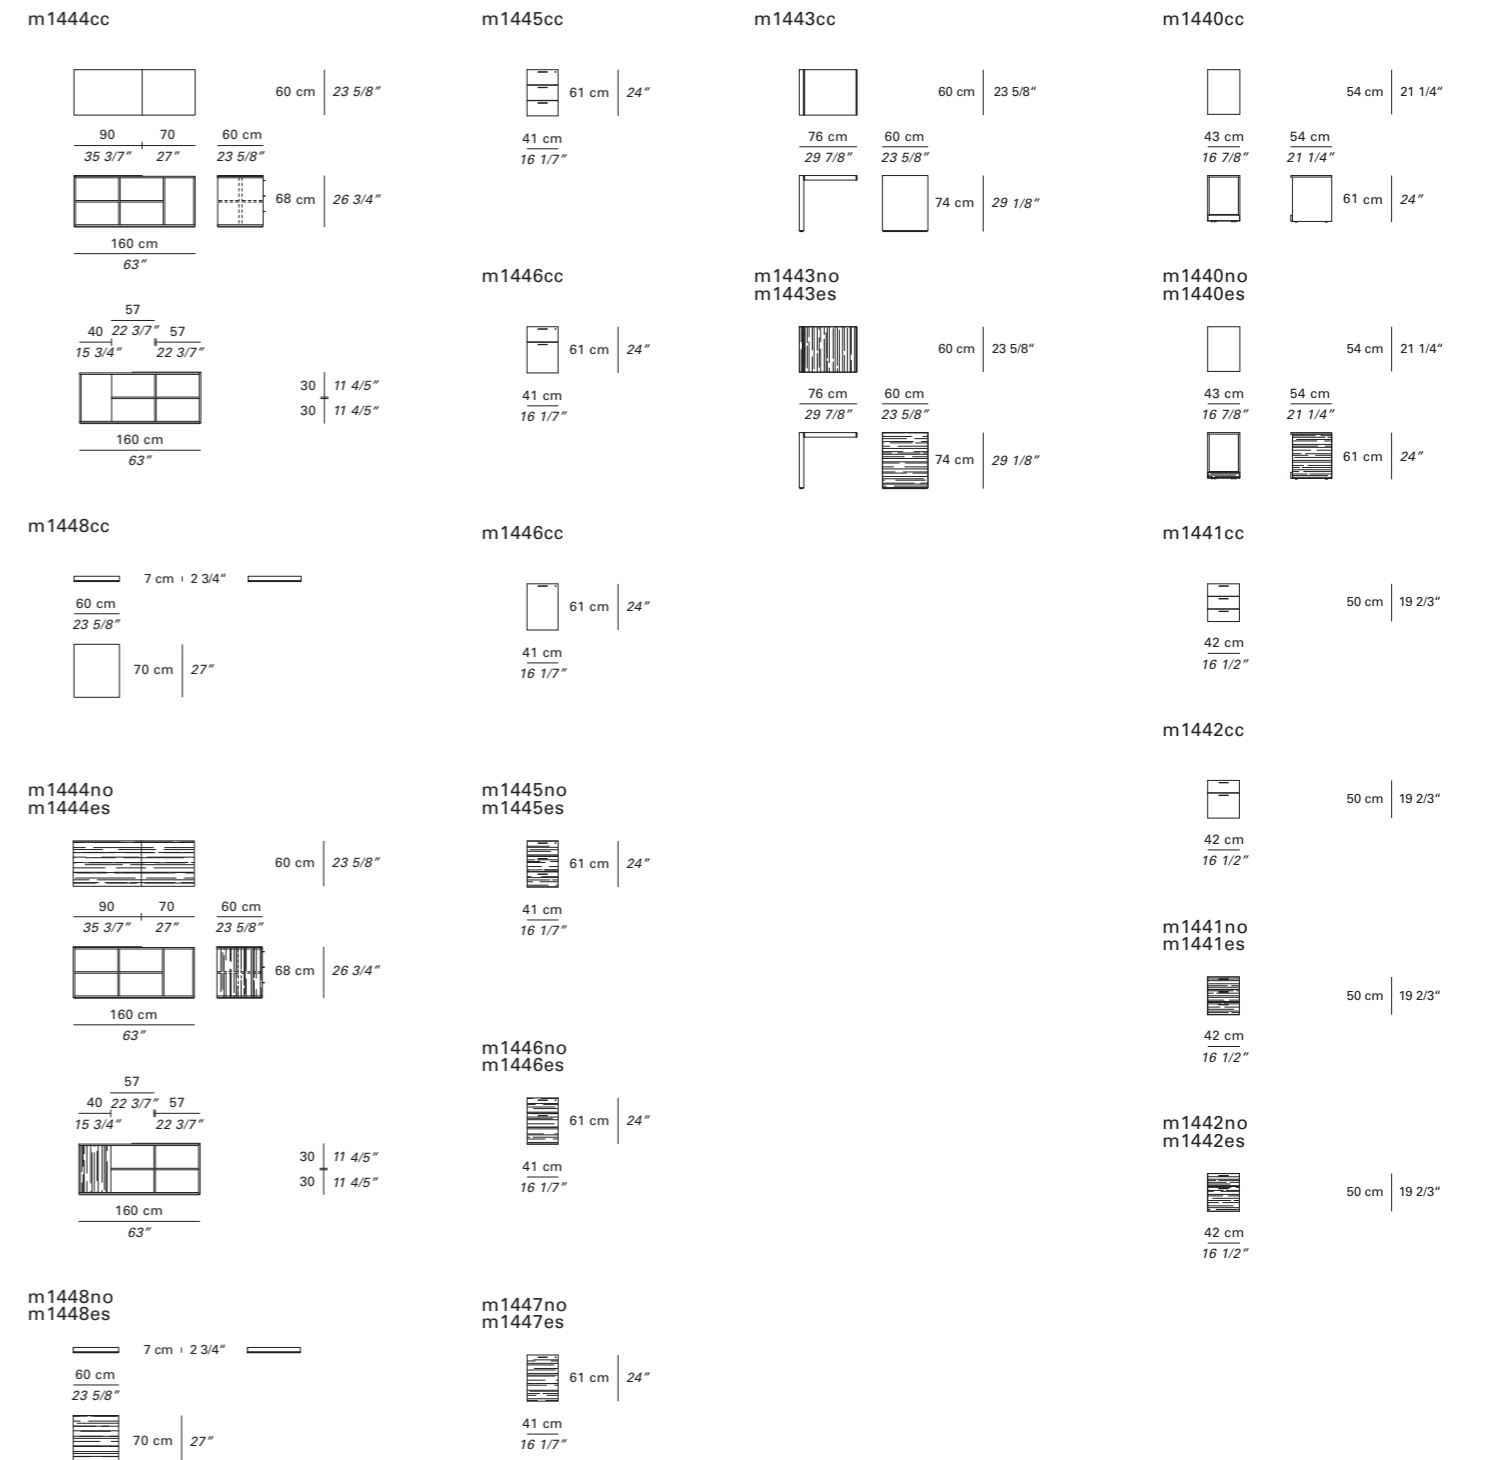 m1444cc
60 cm 23 5/8″
90 70 60 cm
35 3/7″ 27″ 23 5/8″
68 cm 26 3/4″
160 cm
63″
57
40 22 3/7″ 57
15 3/4″ 22 3/7″
30 11 4/5″
30 11 4/5″
160 cm
63″
m1448cc
7 cm 2 3/4“
60 cm
23 5/8″
70 cm 27″
m1444no
m1444es
60 cm 23 5/8″
90 70 60 cm
35 3/7″ 27″ 23 5/8″
68 cm 26 3/4″
160 cm
63″
57
40 22 3/7″ 57
15 3/4″ 22 3/7″
30 11 4/5″
30 11 4/5″
160 cm
63″
m1448no
m1448es
7 cm 2 3/4“
60 cm
23 5/8″
70 cm 27″
m1445cc
61 cm 24″
41 cm
16 1/7″
m1446cc
61 cm 24″
41 cm
16 1/7″
m1446cc
61 cm 24″
41 cm
16 1/7″
m1445no
m1445es
61 cm 24″
41 cm
16 1/7″
m1446no
m1446es
61 cm 24″
41 cm
16 1/7″
m1447no
m1447es
61 cm 24″
41 cm
16 1/7″
m1443cc
60 cm 23 5/8“
76 cm 60 cm
29 7/8″ 23 5/8″
74 cm 29 1/8″
m1443no
m1443es
60 cm 23 5/8“
76 cm 60 cm
29 7/8″ 23 5/8″
74 cm 29 1/8″
m1440cc
54 cm 21 1/4“
43 cm 54 cm
16 7/8″ 21 1/4″
61 cm 24″
m1440no
m1440es
54 cm 21 1/4“
43 cm 54 cm
16 7/8″ 21 1/4″
61 cm 24″
m1441cc
50 cm 19 2/3“
42 cm
16 1/2″
m1442cc
50 cm 19 2/3“
42 cm
16 1/2″
m1441no
m1441es
50 cm 19 2/3“
42 cm
16 1/2″
m1442no
m1442es
50 cm 19 2/3“
42 cm
16 1/2″